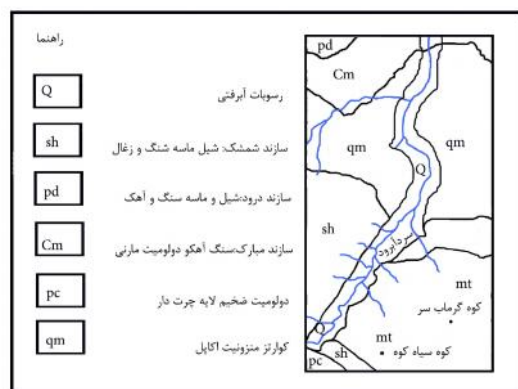 راهنما
Q رسوبات آبرفتی
sh سازند شمشک: شیل ماسه شنگ و زغال
pd سازند درود:شیل و ماسه سنگ و آهک
Cm سازند مبارک:سنگ آهکو دولومیت مارنی
pc دولومیت ضخیم لایه چرت دار
qm کوارتز منزونیت اکاپل
pd
Cm
qm
qm
Q
sh
سردابرود
mt
کوه گرماب سر
mt
Q
کوه سیاه کوه
sh
pc